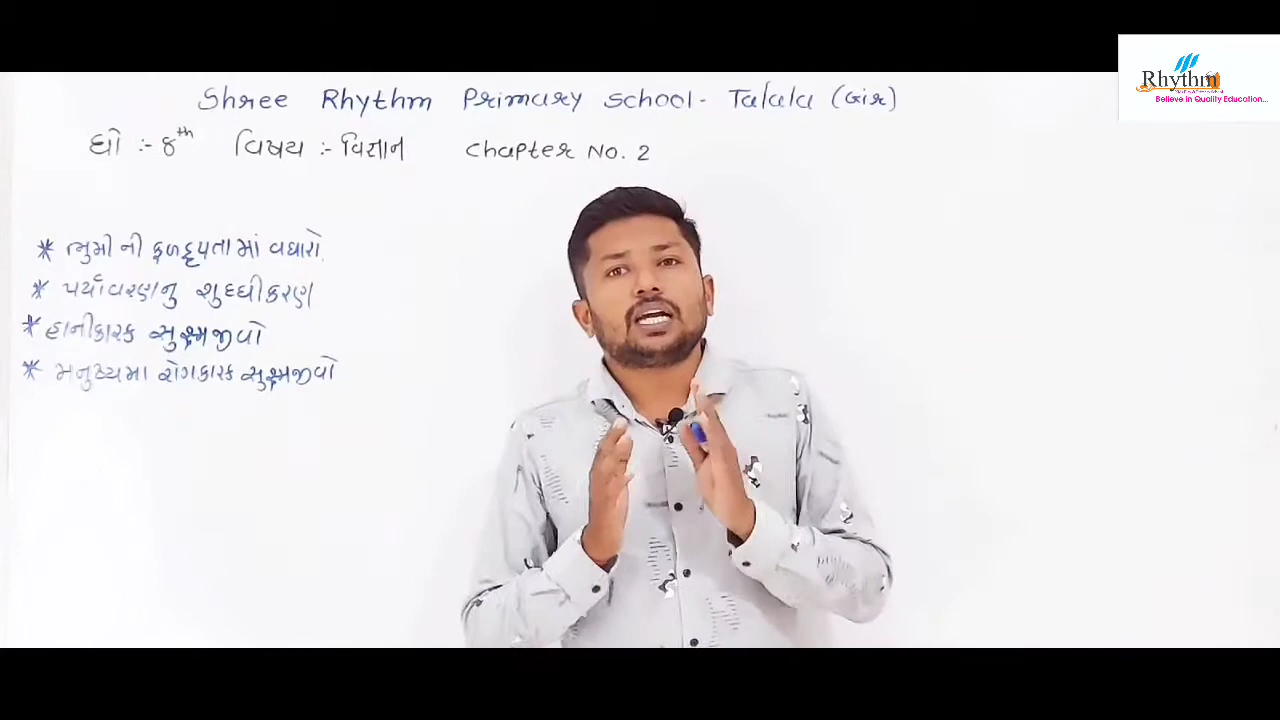 Shree Rhythm Primary School - Talala (Gir)
ધો :- 8th વિષય :- વિજ્ઞાન Chapter No. 2
* ભુમી ની ફળદ્રુપતા માં વધારો.
* પર્યાવરણનુ શુધ્ધીકરણ
* હાનીકારક સુક્ષ્મજીવો
* મનુષ્યમા રોગકારક સુક્ષ્મજીવો
Rhythm
Believe in Quality Education...